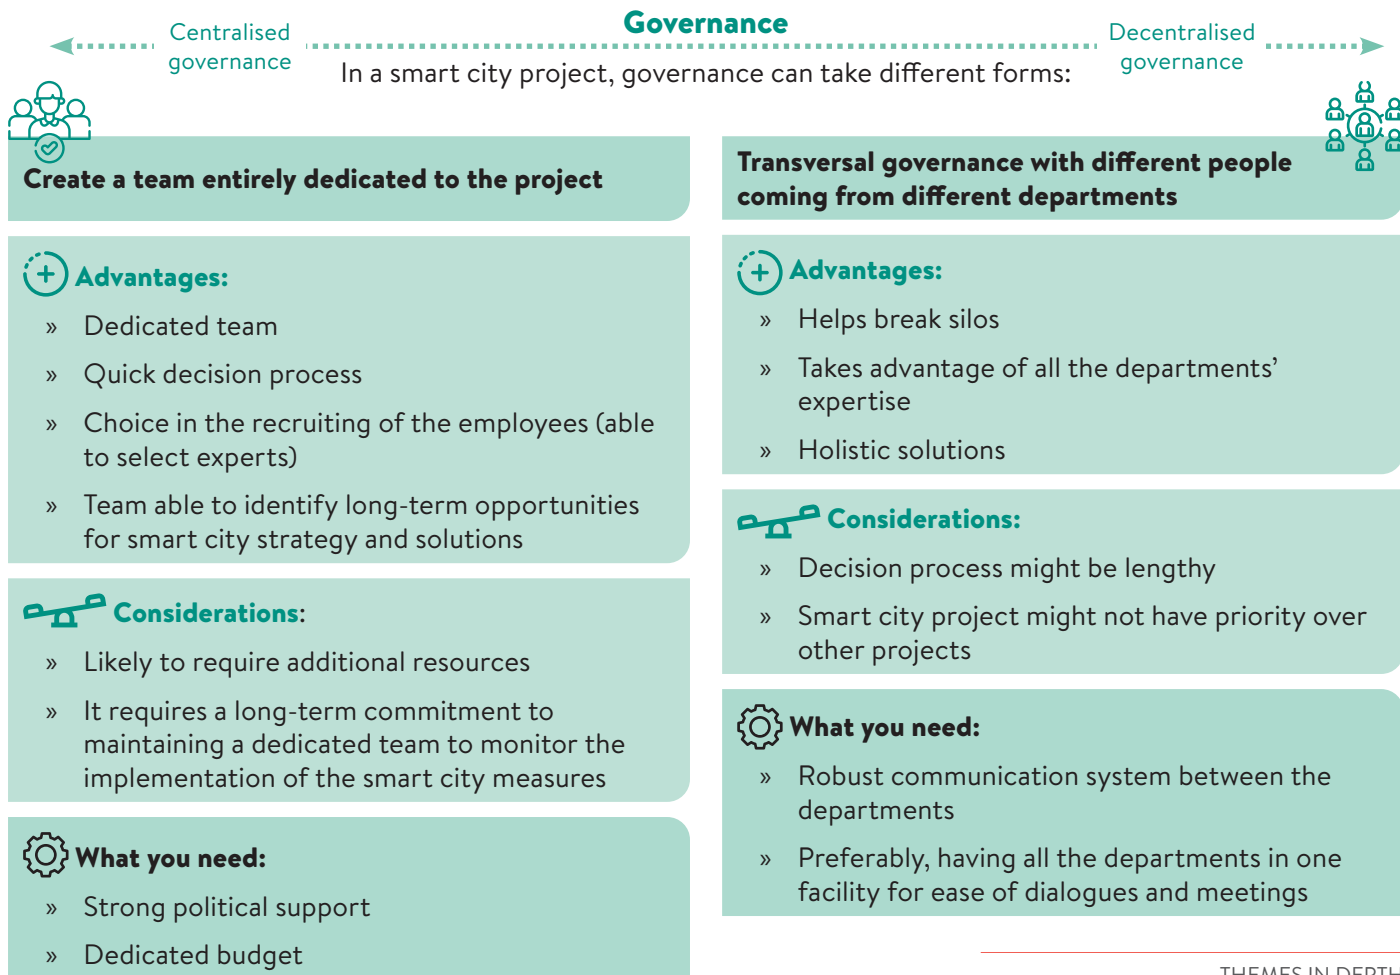 Governance
Centralised
governance
Decentralised
governance
In a smart city project, governance can take different forms:
Create a team entirely dedicated to the project
Advantages:
» Dedicated team
» Quick decision process
» Choice in the recruiting of the employees (able
to select experts)
» Team able to identify long-term opportunities
for smart city strategy and solutions
Considerations:
» Likely to require additional resources
» It requires a long-term commitment to
maintaining a dedicated team to monitor the
implementation of the smart city measures
What you need:
» Strong political support
» Dedicated budget
Transversal governance with different people
coming from different departments
Advantages:
» Helps break silos
» Takes advantage of all the departments’
expertise
» Holistic solutions
Considerations:
» Decision process might be lengthy
» Smart city project might not have priority over
other projects
What you need:
» Robust communication system between the
departments
» Preferably, having all the departments in one
facility for ease of dialogues and meetings
THEMES IN DEPTH